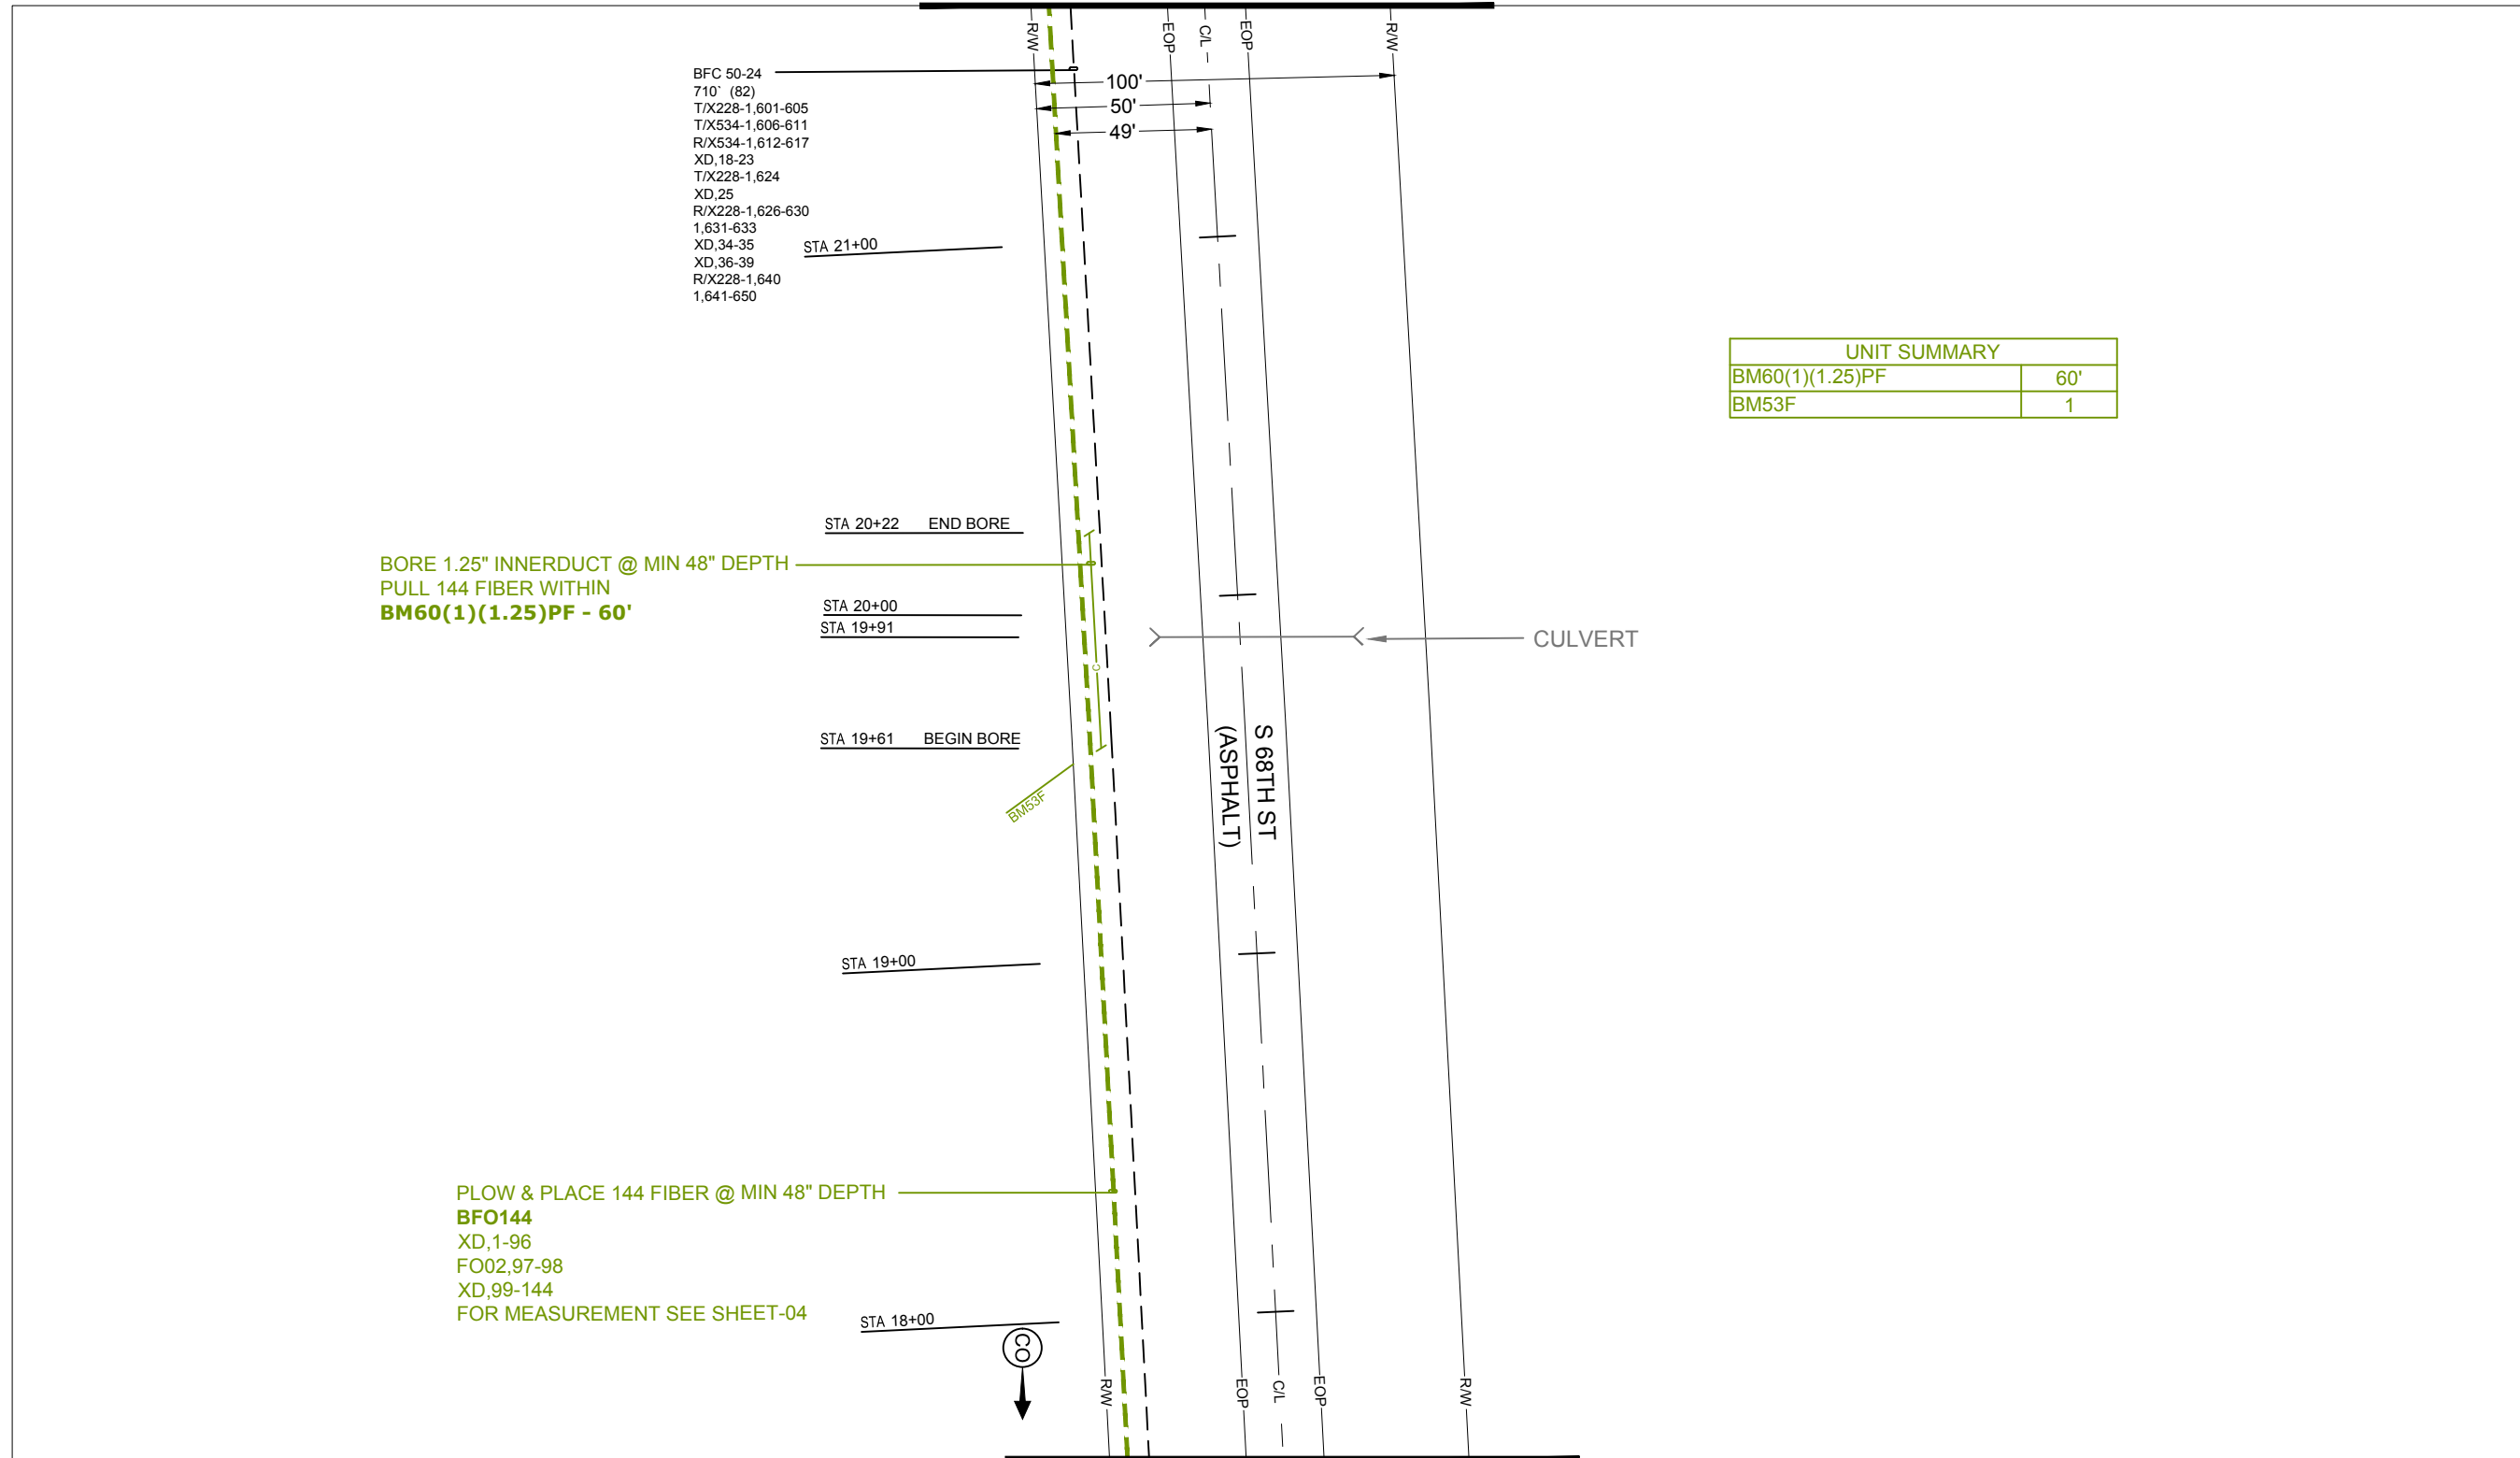 R/W
EOP
C/L
EOP
R/W
BFC 50-24
710` (82)
T/X228-1,601-605
T/X534-1,606-611
R/X534-1,612-617
XD,18-23
T/X228-1,624
XD,25
R/X228-1,626-630
1,631-633
XD,34-35
XD,36-39
R/X228-1,640
1,641-650
100'
50'
49'
STA 21+00
UNIT SUMMARY
BM60(1)(1.25)PF 60'
BM53F 1
STA 20+22 END BORE
BORE 1.25" INNERDUCT @ MIN 48" DEPTH
PULL 144 FIBER WITHIN
BM60(1)(1.25)PF - 60'
STA 20+00
STA 19+91
CULVERT
C
STA 19+61 BEGIN BORE
BM53F
S 68TH ST
(ASPHALT)
STA 19+00
PLOW & PLACE 144 FIBER @ MIN 48" DEPTH
BFO144
XD,1-96
FO02,97-98
XD,99-144
FOR MEASUREMENT SEE SHEET-04
STA 18+00
CO
R/W
EOP
C/L
EOP
R/W